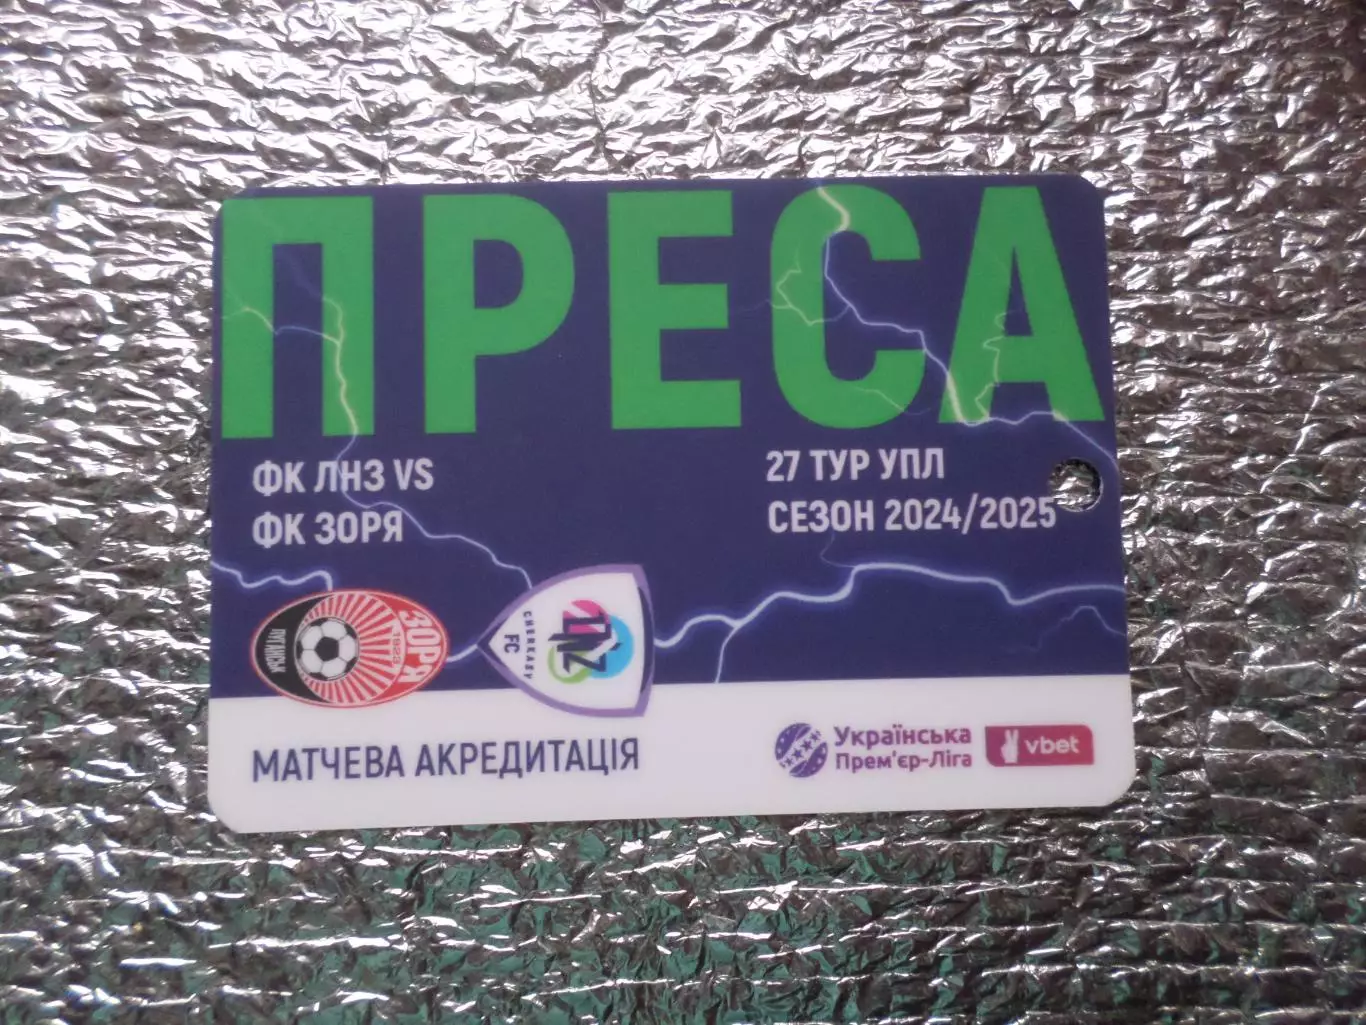 ПРЕСА
ФК ЛНЗ VS
ФК ЗОРЯ
27 ТУР УПЛ
СЕЗОН 2024/2025
ЗОРЯ
1923
ЛУГАНСЬК
LNZ
CHERKASY
FC
МАТЧЕВА АКРЕДИТАЦІЯ
Українська
Прем'єр-Ліга
vbet